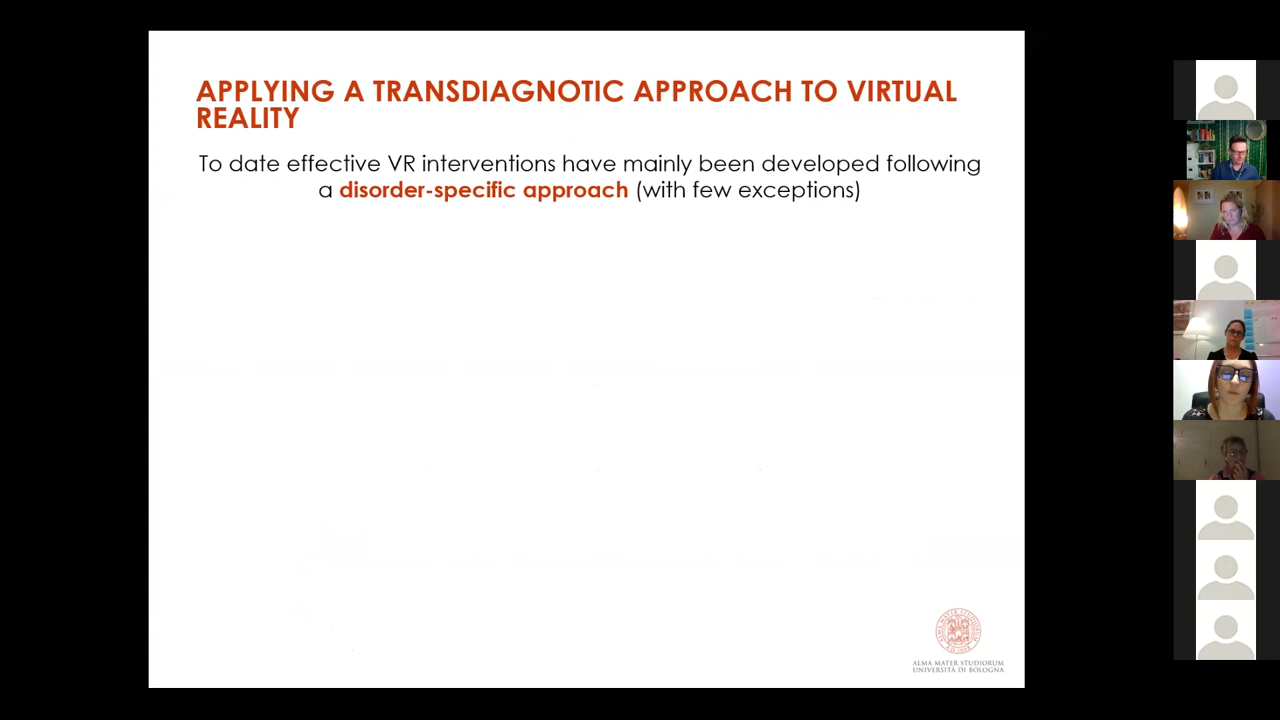 APPLYING A TRANSDIAGNOTIC APPROACH TO VIRTUAL
REALITY
To date effective VR interventions have mainly been developed following
a disorder-specific approach (with few exceptions)
ALMA MATER STUDIORUM
UNIVERSITÀ DI BOLOGNA